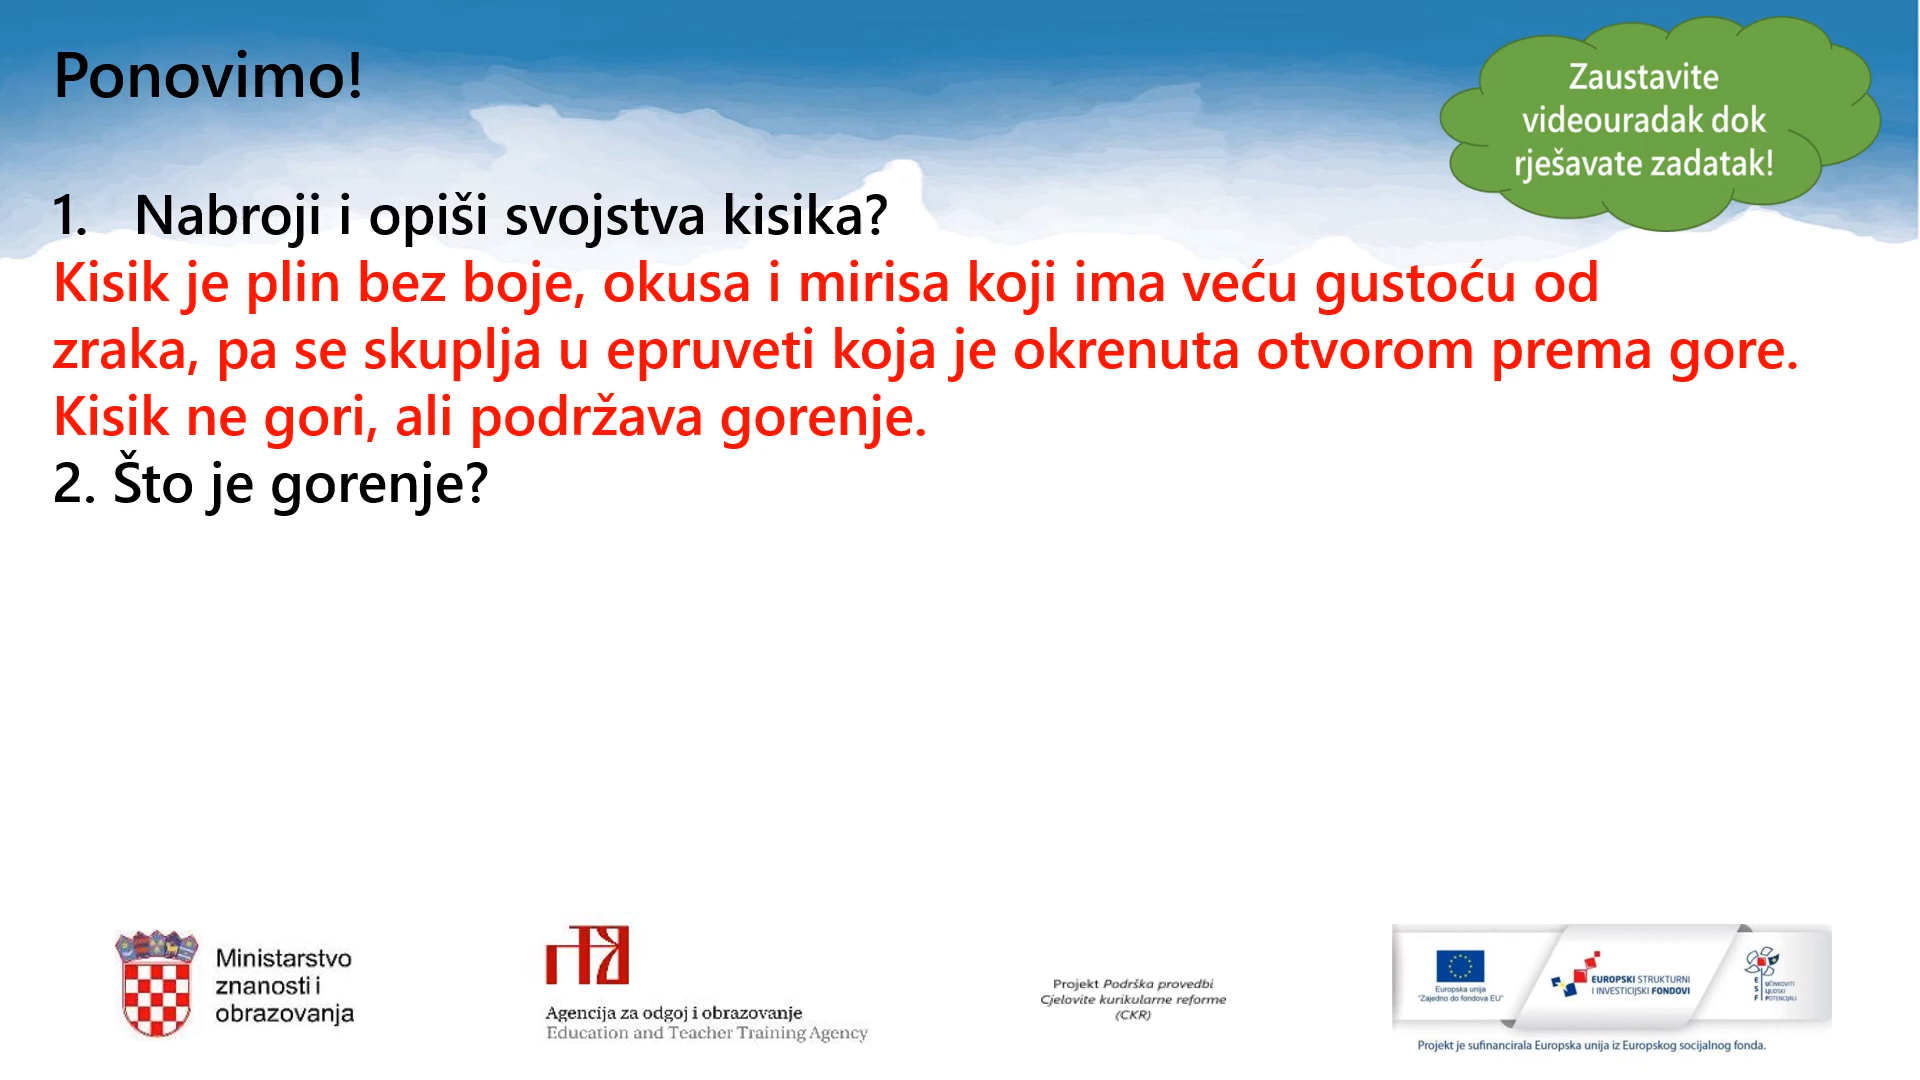 Ponovimo!
Zaustavite
videouradak dok
rješavate zadatak!
1. Nabroji i opiši svojstva kisika?
Kisik je plin bez boje, okusa i mirisa koji ima veću gustoću od
zraka, pa se skuplja u epruveti koja je okrenuta otvorom prema gore.
Kisik ne gori, ali podržava gorenje.
2. Što je gorenje?
Ministarstvo
znanosti i
obrazovanja
Agencija za odgoj i obrazovanje
Education and Teacher Training Agency
Projekt Podrška provedbi
Cjelovite kurikularne reforme
(CKR)
Europska unija
"Zajedno do fondova EU"
EUROPSKI STRUKTURNI
I INVESTICIJSKI FONDOVI
ESF
UČINKOVITI
LJUDSKI
POTENCIJALI
Projekt je sufinancirala Europska unija iz Europskog socijalnog fonda.